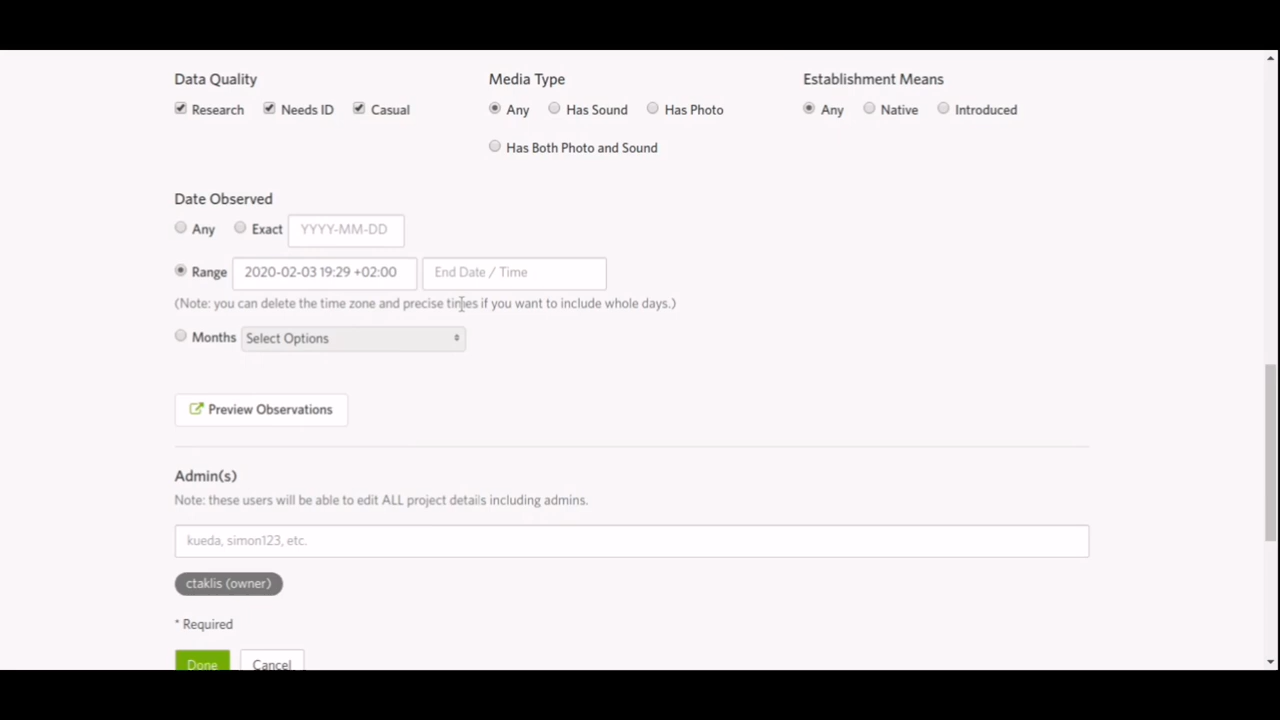 Data Quality
Media Type
Establishment Means
Research Needs ID Casual
Any Has Sound Has Photo
Any Native Introduced
Has Both Photo and Sound
Date Observed
Any Exact YYYY-MM-DD
Range 2020-02-03 19:29 +02:00 End Date / Time
(Note: you can delete the time zone and precise times if you want to include whole days.)
Months Select Options
Preview Observations
Admin(s)
Note: these users will be able to edit ALL project details including admins.
kueda, simon123, etc.
ctaklis (owner)
* Required
Done Cancel